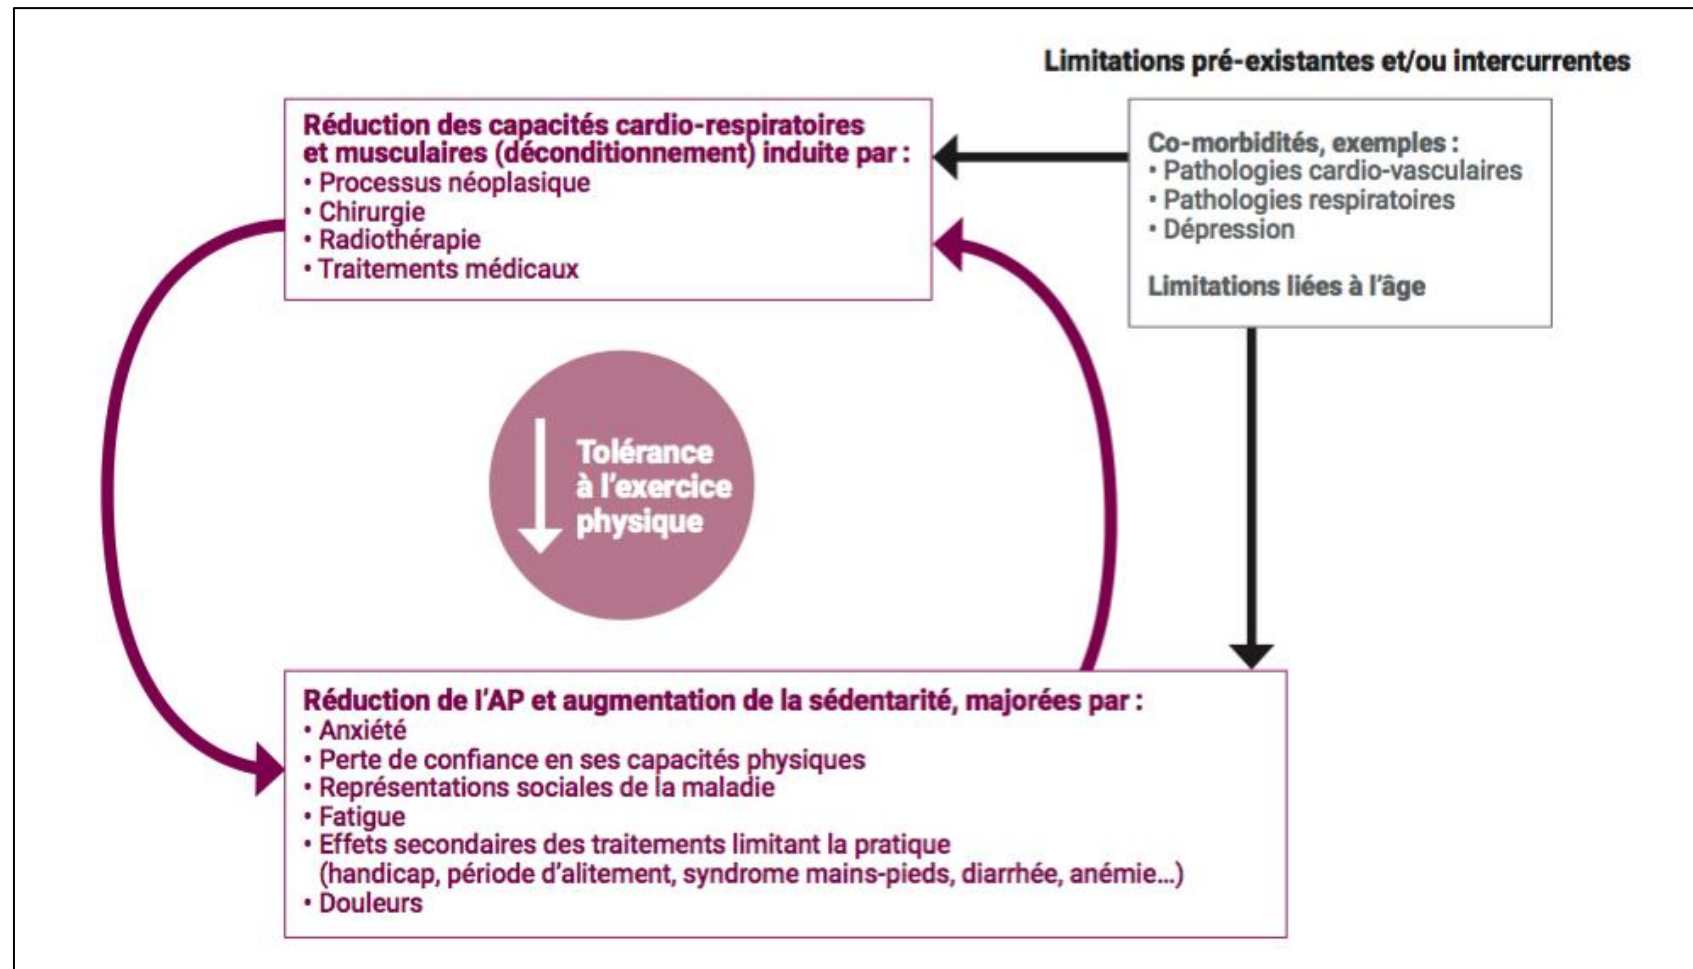 Limitations pré-existantes et/ou intercurrentes
Réduction des capacités cardio-respiratoires
et musculaires (déconditionnement) induite par :
• Processus néoplasique
• Chirurgie
• Radiothérapie
• Traitements médicaux
Co-morbidités, exemples :
• Pathologies cardio-vasculaires
• Pathologies respiratoires
• Dépression
Limitations liées à l'âge
Tolérance
à l'exercice
physique
Réduction de l'AP et augmentation de la sédentarité, majorées par :
• Anxiété
• Perte de confiance en ses capacités physiques
• Représentations sociales de la maladie
• Fatigue
• Effets secondaires des traitements limitant la pratique
(handicap, période d'alitement, syndrome mains-pieds, diarrhée, anémie...)
• Douleurs